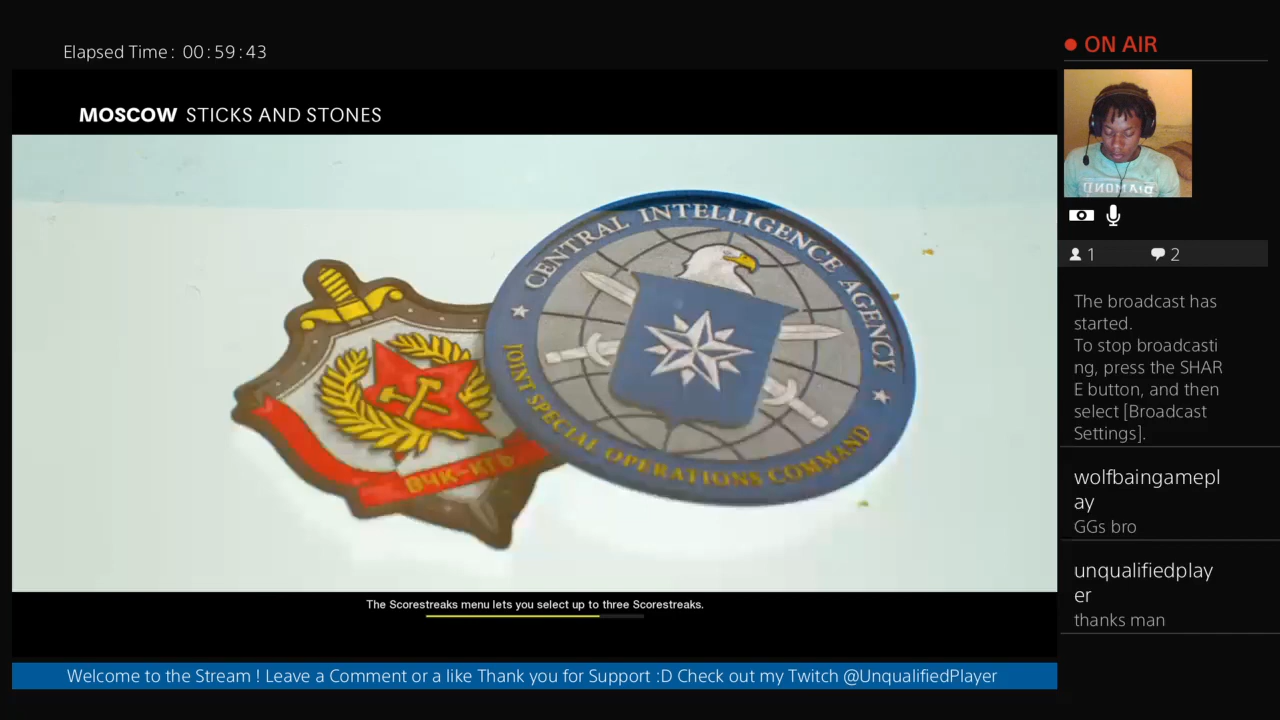 Elapsed Time: 00:59:43
ON AIR
MOSCOW STICKS AND STONES
CENTRAL INTELLIGENCE AGENCY
JOINT SPECIAL OPERATIONS COMMAND
ВЧК-КГБ
DIAMOND
1 2
The broadcast has
started.
To stop broadcasti
ng, press the SHAR
E button, and then
select [Broadcast
Settings].
wolfbaingamepl
ay
GGs bro
unqualifiedplay
er
thanks man
The Scorestreaks menu lets you select up to three Scorestreaks.
Welcome to the Stream ! Leave a Comment or a like Thank you for Support :D Check out my Twitch @UnqualifiedPlayer